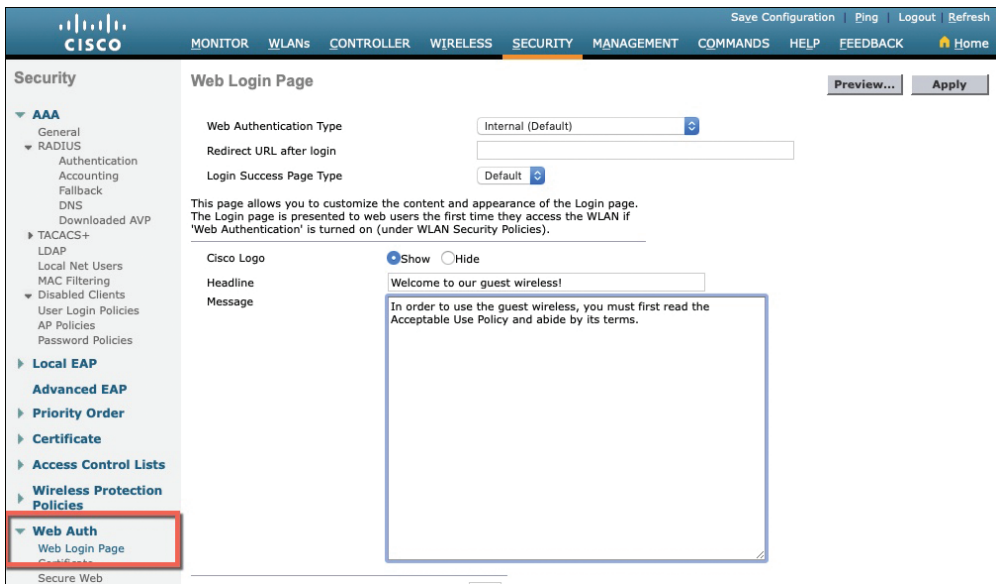 Save Configuration | Ping | Logout | Refresh
CISCO
MONITOR WLANs CONTROLLER WIRELESS SECURITY MANAGEMENT COMMANDS HELP FEEDBACK Home
Security
AAA
General
RADIUS
Authentication
Accounting
Fallback
DNS
Downloaded AVP
TACACS+
LDAP
Local Net Users
MAC Filtering
Disabled Clients
User Login Policies
AP Policies
Password Policies
Local EAP
Advanced EAP
Priority Order
Certificate
Access Control Lists
Wireless Protection
Policies
Web Auth
Web Login Page
Certificate
Secure Web
Web Login Page
Preview...
Apply
Web Authentication Type Internal (Default)
Redirect URL after login
Login Success Page Type Default
This page allows you to customize the content and appearance of the Login page.
The Login page is presented to web users the first time they access the WLAN if
'Web Authentication' is turned on (under WLAN Security Policies).
Cisco Logo Show Hide
Headline Welcome to our guest wireless!
Message In order to use the guest wireless, you must first read the
Acceptable Use Policy and abide by its terms.